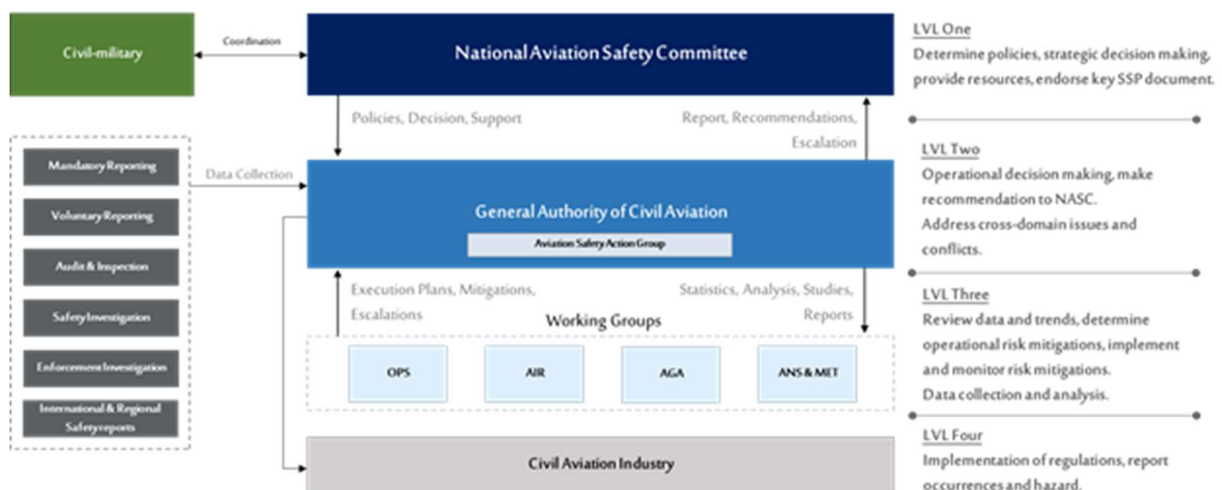 Civil-military
Coordination
National Aviation Safety Committee
LVL One
Determine policies, strategic decision making,
provide resources, endorse key SSP document.
Policies, Decision, Support
Report, Recommendations,
Escalation
Mandatory Reporting
Voluntary Reporting
Audit & Inspection
Safety Investigation
Enforcement Investigation
International & Regional
Safety reports
Data Collection
General Authority of Civil Aviation
Aviation Safety Action Group
LVL Two
Operational decision making, make
recommendation to NASC.
Address cross-domain issues and
conflicts.
Execution Plans, Mitigations,
Escalations
Statistics, Analysis, Studies,
Reports
Working Groups
OPS
AIR
AGA
ANS & MET
LVL Three
Review data and trends, determine
operational risk mitigations, implement
and monitor risk mitigations.
Data collection and analysis.
Civil Aviation Industry
LVL Four
Implementation of regulations, report
occurrences and hazard.